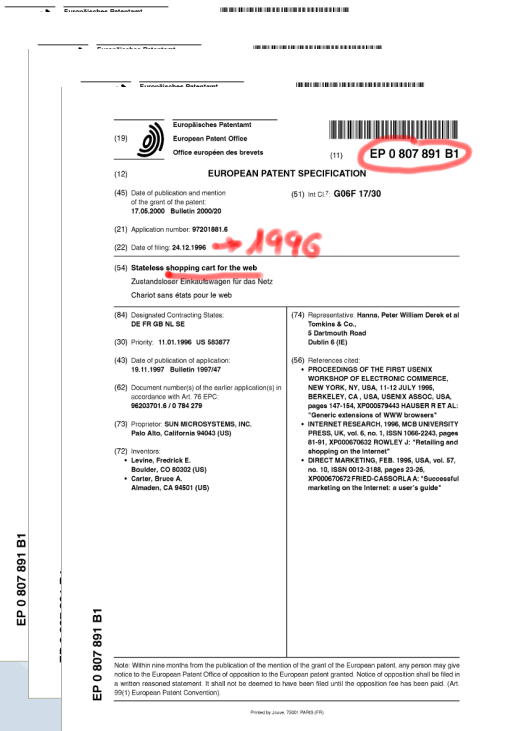 Europäisches Patentamt
Europäisches Patentamt
Europäisches Patentamt
Europäisches Patentamt
(19)
European Patent Office
Office européen des brevets
(11)
EP 0 807 891 B1
(12)
EUROPEAN PATENT SPECIFICATION
(45) Date of publication and mention
of the grant of the patent:
17.05.2000 Bulletin 2000/20
(51) Int Cl.7: G06F 17/30
(21) Application number: 97201881.6
(22) Date of filing: 24.12.1996
1996
(54) Stateless shopping cart for the web
Zustandsloser Einkaufswagen für das Netz
Chariot sans états pour le web
(84) Designated Contracting States:
DE FR GB NL SE
(30) Priority: 11.01.1996 US 583877
(43) Date of publication of application:
19.11.1997 Bulletin 1997/47
(62) Document number(s) of the earlier application(s) in
accordance with Art. 76 EPC:
96203701.6 / 0 784 279
(73) Proprietor: SUN MICROSYSTEMS, INC.
Palo Alto, California 94043 (US)
(72) Inventors:
• Levine, Fredrick E.
Boulder, CO 80302 (US)
• Carter, Bruce A.
Almaden, CA 94501 (US)
(74) Representative: Hanna, Peter William Derek et al
Tomkins & Co.,
5 Dartmouth Road
Dublin 6 (IE)
(56) References cited:
• PROCEEDINGS OF THE FIRST USENIX
WORKSHOP OF ELECTRONIC COMMERCE,
NEW YORK, NY, USA, 11-12 JULY 1995,
BERKELEY, CA , USA, USENIX ASSOC, USA,
pages 147-154, XP000579443 HAUSER R ET AL:
"Generic extensions of WWW browsers"
• INTERNET RESEARCH, 1996, MCB UNIVERSITY
PRESS, UK, vol. 6, no. 1, ISSN 1066-2243, pages
81-91, XP000670632 ROWLEY J: "Retailing and
shopping on the Internet"
• DIRECT MARKETING, FEB. 1995, USA, vol. 57,
no. 10, ISSN 0012-3188, pages 23-26,
XP000670672 FRIED-CASSORLA A: "Successful
marketing on the Internet: a user's guide"
Note: Within nine months from the publication of the mention of the grant of the European patent, any person may give
notice to the European Patent Office of opposition to the European patent granted. Notice of opposition shall be filed in
a written reasoned statement. It shall not be deemed to have been filed until the opposition fee has been paid. (Art.
99(1) European Patent Convention).
Printed by Jouve, 75001 PARIS (FR)
EP 0 807 891 B1
EP 0 807 891 B1